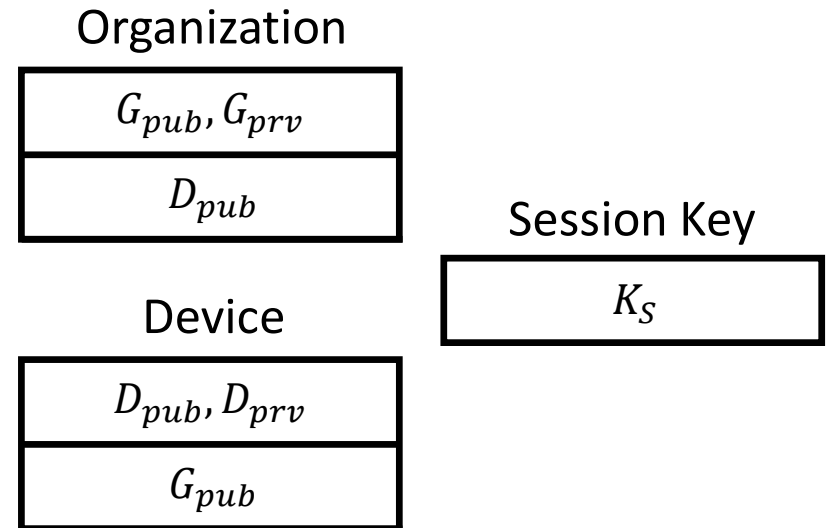 Organization
G_pub, G_prv
D_pub
Device
D_pub, D_prv
G_pub
Session Key
K_S